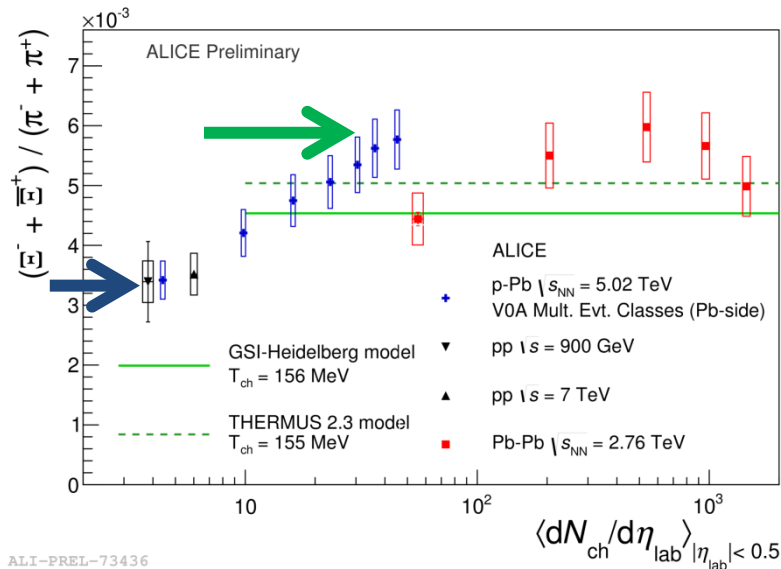 ×10⁻³
ALICE Preliminary
(Ξ⁻ + Ξ̅⁺) / (π⁻ + π⁺)
7
6
5
4
3
2
1
0
ALICE
p-Pb √sNN = 5.02 TeV
V0A Mult. Evt. Classes (Pb-side)
pp √s = 900 GeV
pp √s = 7 TeV
Pb-Pb √sNN = 2.76 TeV
GSI-Heidelberg model
Tch = 156 MeV
THERMUS 2.3 model
Tch = 155 MeV
10 10² 10³
⟨dNch/dηlab⟩|ηlab|< 0.5
ALI-PREL-73436